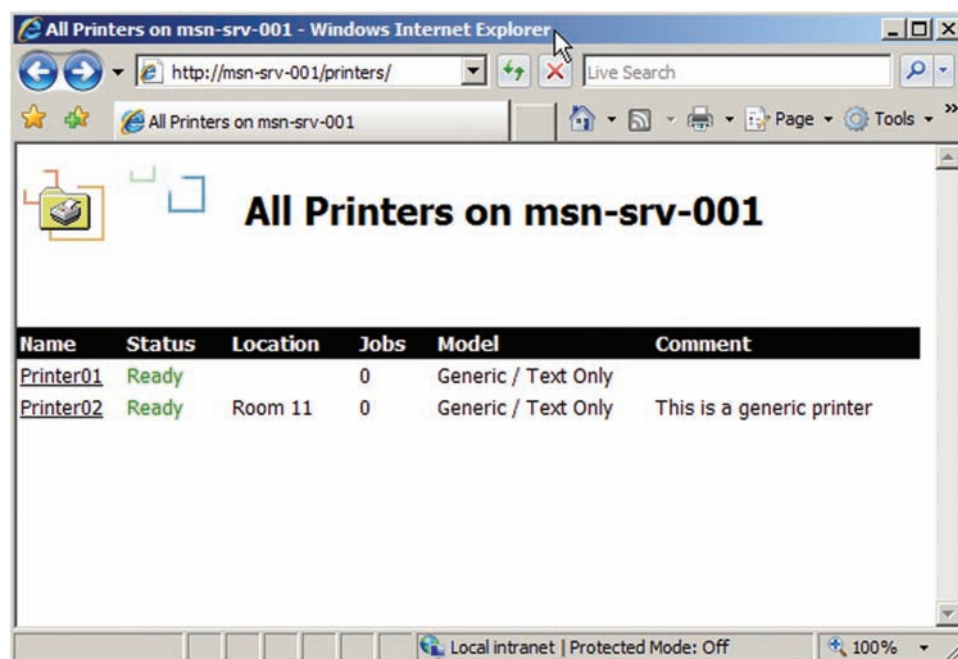 All Printers on msn-srv-001 - Windows Internet Explorer
http://msn-srv-001/printers/ Live Search
All Printers on msn-srv-001 Page Tools »
All Printers on msn-srv-001
Name Status Location Jobs Model Comment
Printer01 Ready 0 Generic / Text Only
Printer02 Ready Room 11 0 Generic / Text Only This is a generic printer
Local intranet | Protected Mode: Off 100%